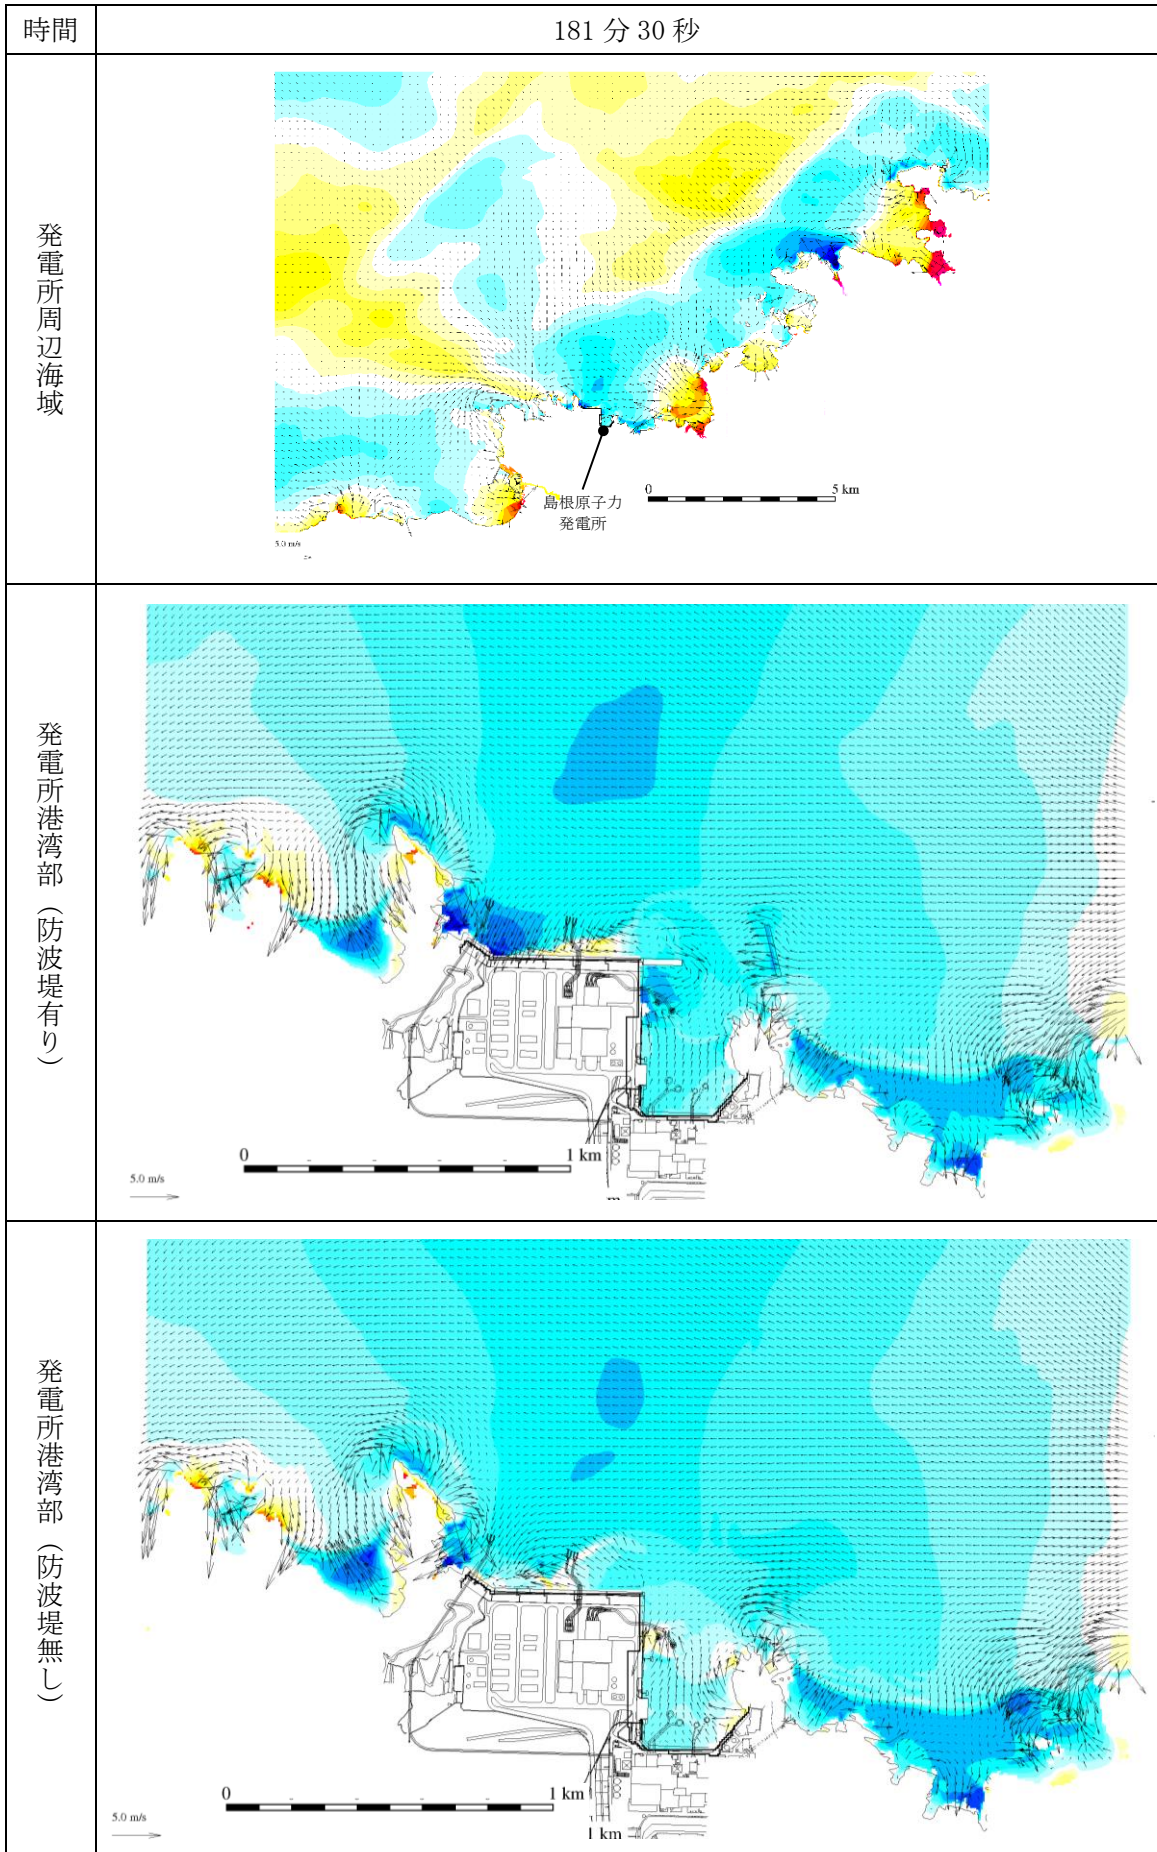 時間
181 分 30 秒
発電所周辺海域
島根原子力
発電所
0 5 km
5.0 m/s
発電所港湾部（防波堤有り）
0 1 km
5.0 m/s
発電所港湾部（防波堤無し）
0 1 km
5.0 m/s
1 km